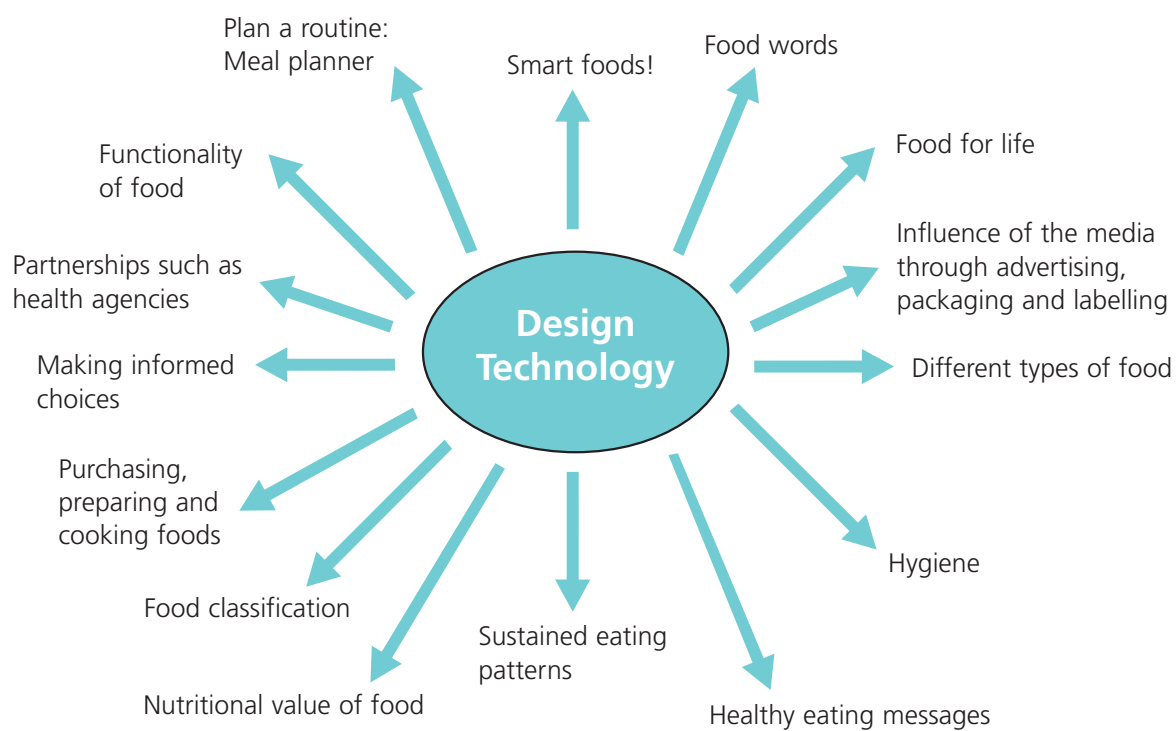 Plan a routine:
Meal planner
Smart foods!
Food words
Food for life
Influence of the media
through advertising,
packaging and labelling
Different types of food
Hygiene
Healthy eating messages
Sustained eating
patterns
Nutritional value of food
Food classification
Purchasing,
preparing and
cooking foods
Making informed
choices
Partnerships such as
health agencies
Functionality
of food
Design
Technology